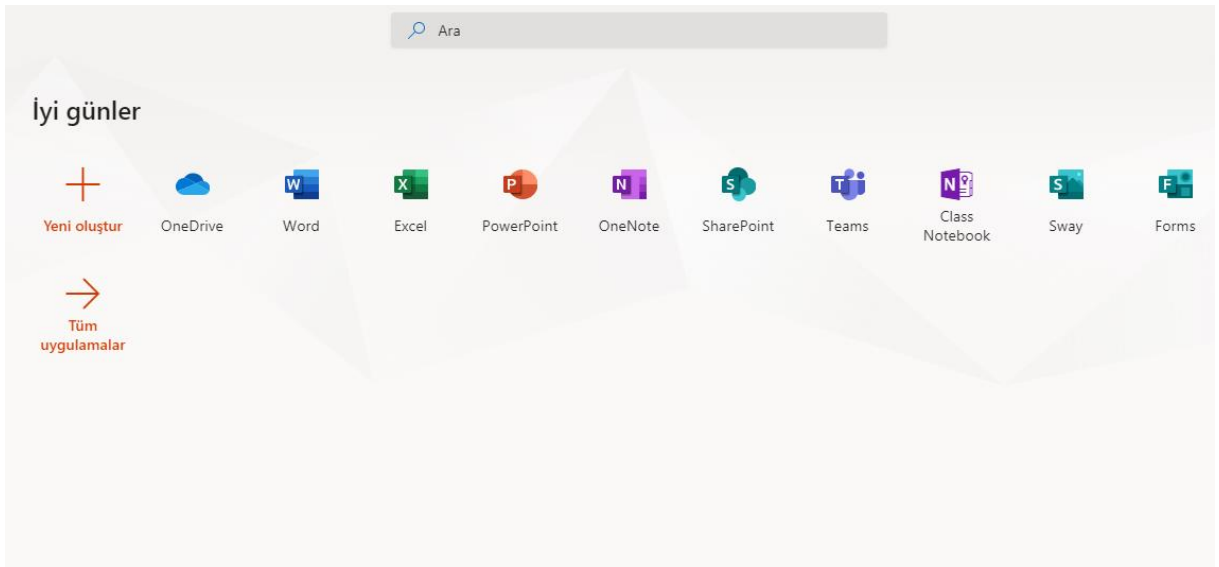 Ara
İyi günler
Yeni oluştur
OneDrive
Word
Excel
PowerPoint
OneNote
SharePoint
Teams
Class
Notebook
Sway
Forms
Tüm
uygulamalar